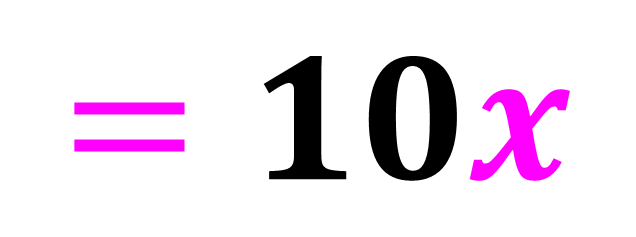 = 10x